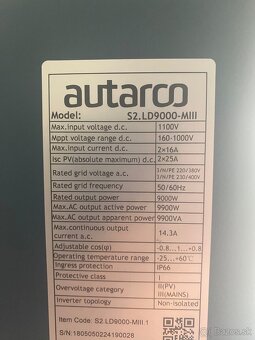 autarco
Model: S2.LD9000-MIII
Max.input voltage d.c. 1100V
Mppt voltage range d.c. 160-1000V
Max.input current d.c. 2×16A
isc PV(absolute maximum) d.c. 2×25A
Rated grid voltage a.c. 3/N/PE 220/380V
3/N/PE 230/400V
Rated grid frequency 50/60Hz
Rated output power 9000W
Max.AC output active power 9900W
Max.AC output apparent power 9900VA
Max.continuous output
current a.c. 14.3A
Adjustable cos(φ) -0.8...1...+0.8
Operating temperature range -25...+60℃
Ingress protection IP66
Protective class I
Overvoltage category II(PV)
III(MAINS)
Inverter topology Non-isolated
Item Code: S2 LD9000-MIII.1
S/N: 1805050224190028
bazos.sk